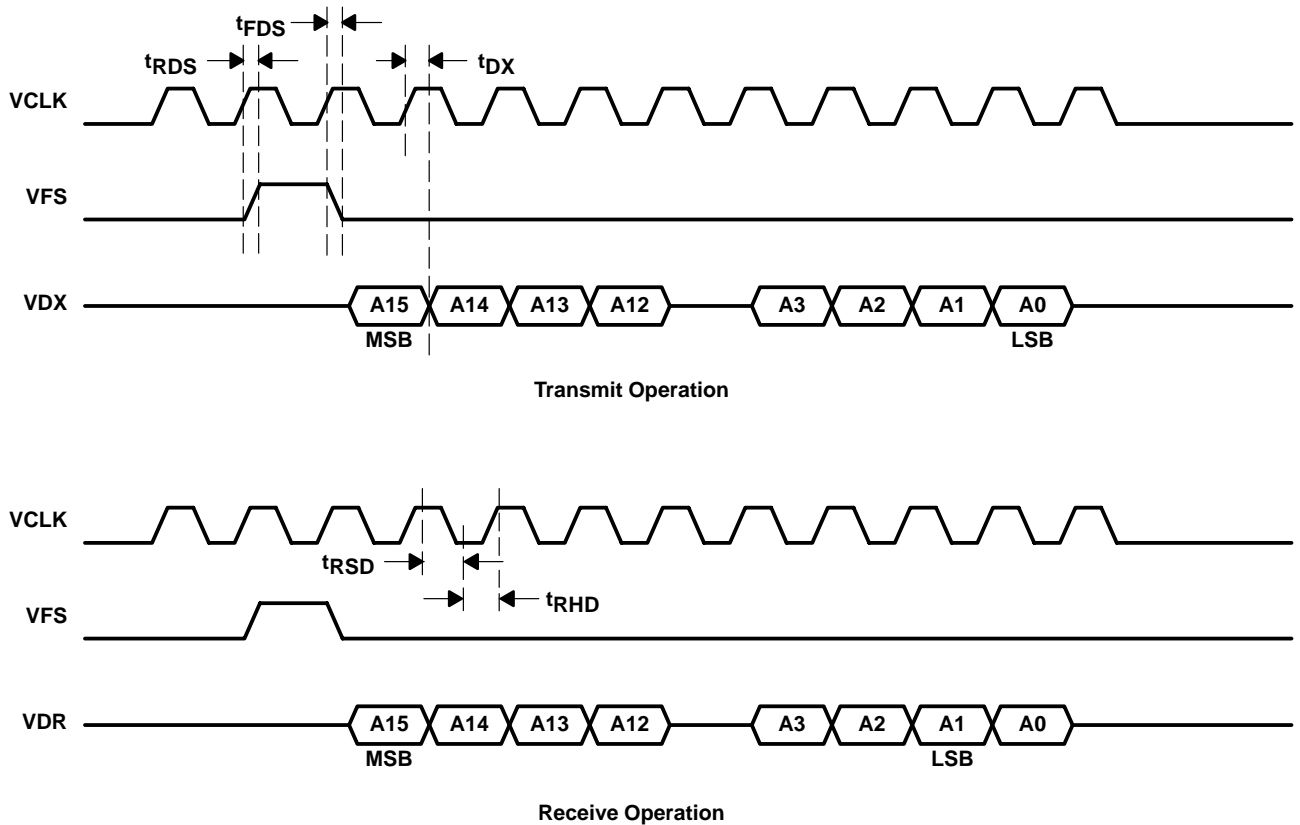 tFDS
tRDS
tDX
VCLK
VFS
VDX A15 A14 A13 A12 A3 A2 A1 A0
MSB LSB
Transmit Operation
VCLK
tRSD
tRHD
VFS
VDR A15 A14 A13 A12 A3 A2 A1 A0
MSB LSB
Receive Operation